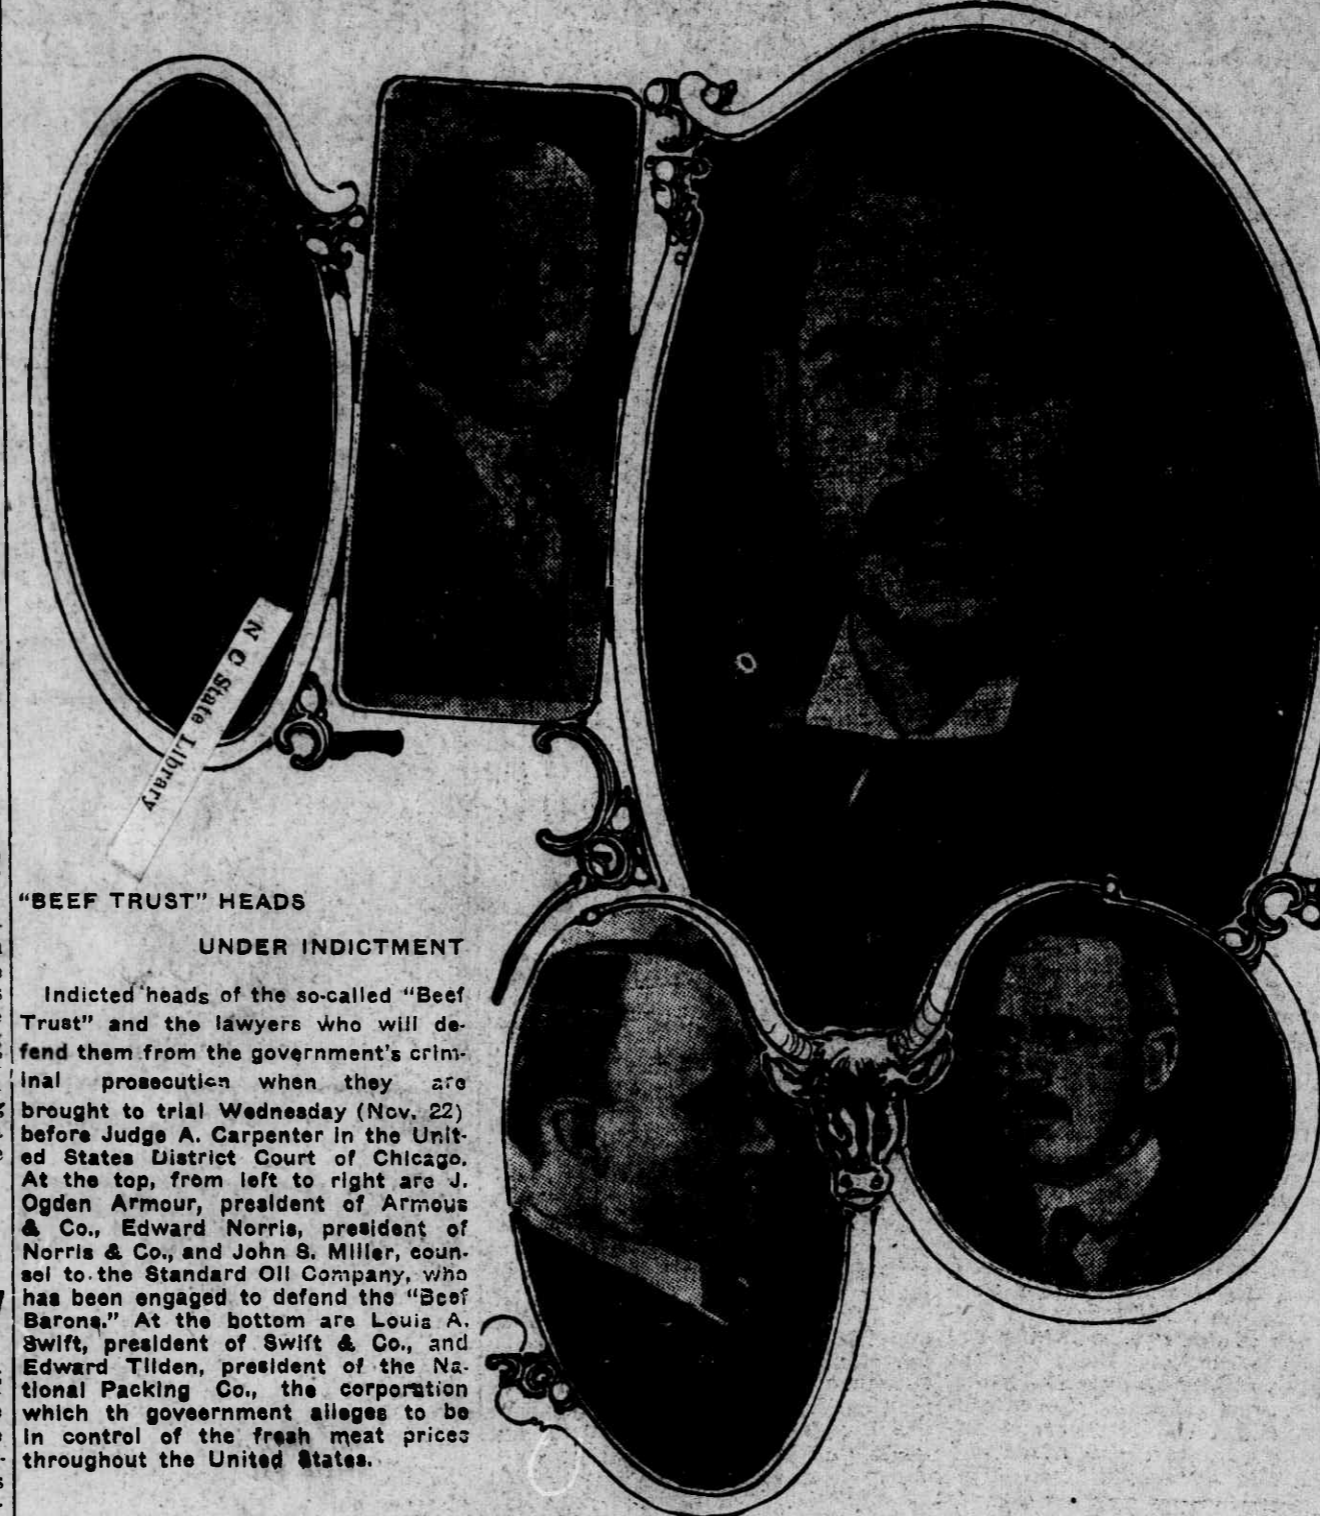 N C State Library
"BEEF TRUST" HEADS
UNDER INDICTMENT
Indicted heads of the so-called "Beef
Trust" and the lawyers who will de-
fend them from the government's crim-
inal prosecution when they are
brought to trial Wednesday (Nov. 22)
before Judge A. Carpenter in the Unit-
ed States District Court of Chicago.
At the top, from left to right are J.
Ogden Armour, president of Armous
& Co., Edward Norris, president of
Norris & Co., and John S. Miller, coun-
sel to the Standard Oil Company, who
has been engaged to defend the "Beef
Barons." At the bottom are Louis A.
Swift, president of Swift & Co., and
Edward Tilden, president of the Na-
tional Packing Co., the corporation
which th goveernment alleges to be
in control of the fresh meat prices
throughout the United States.